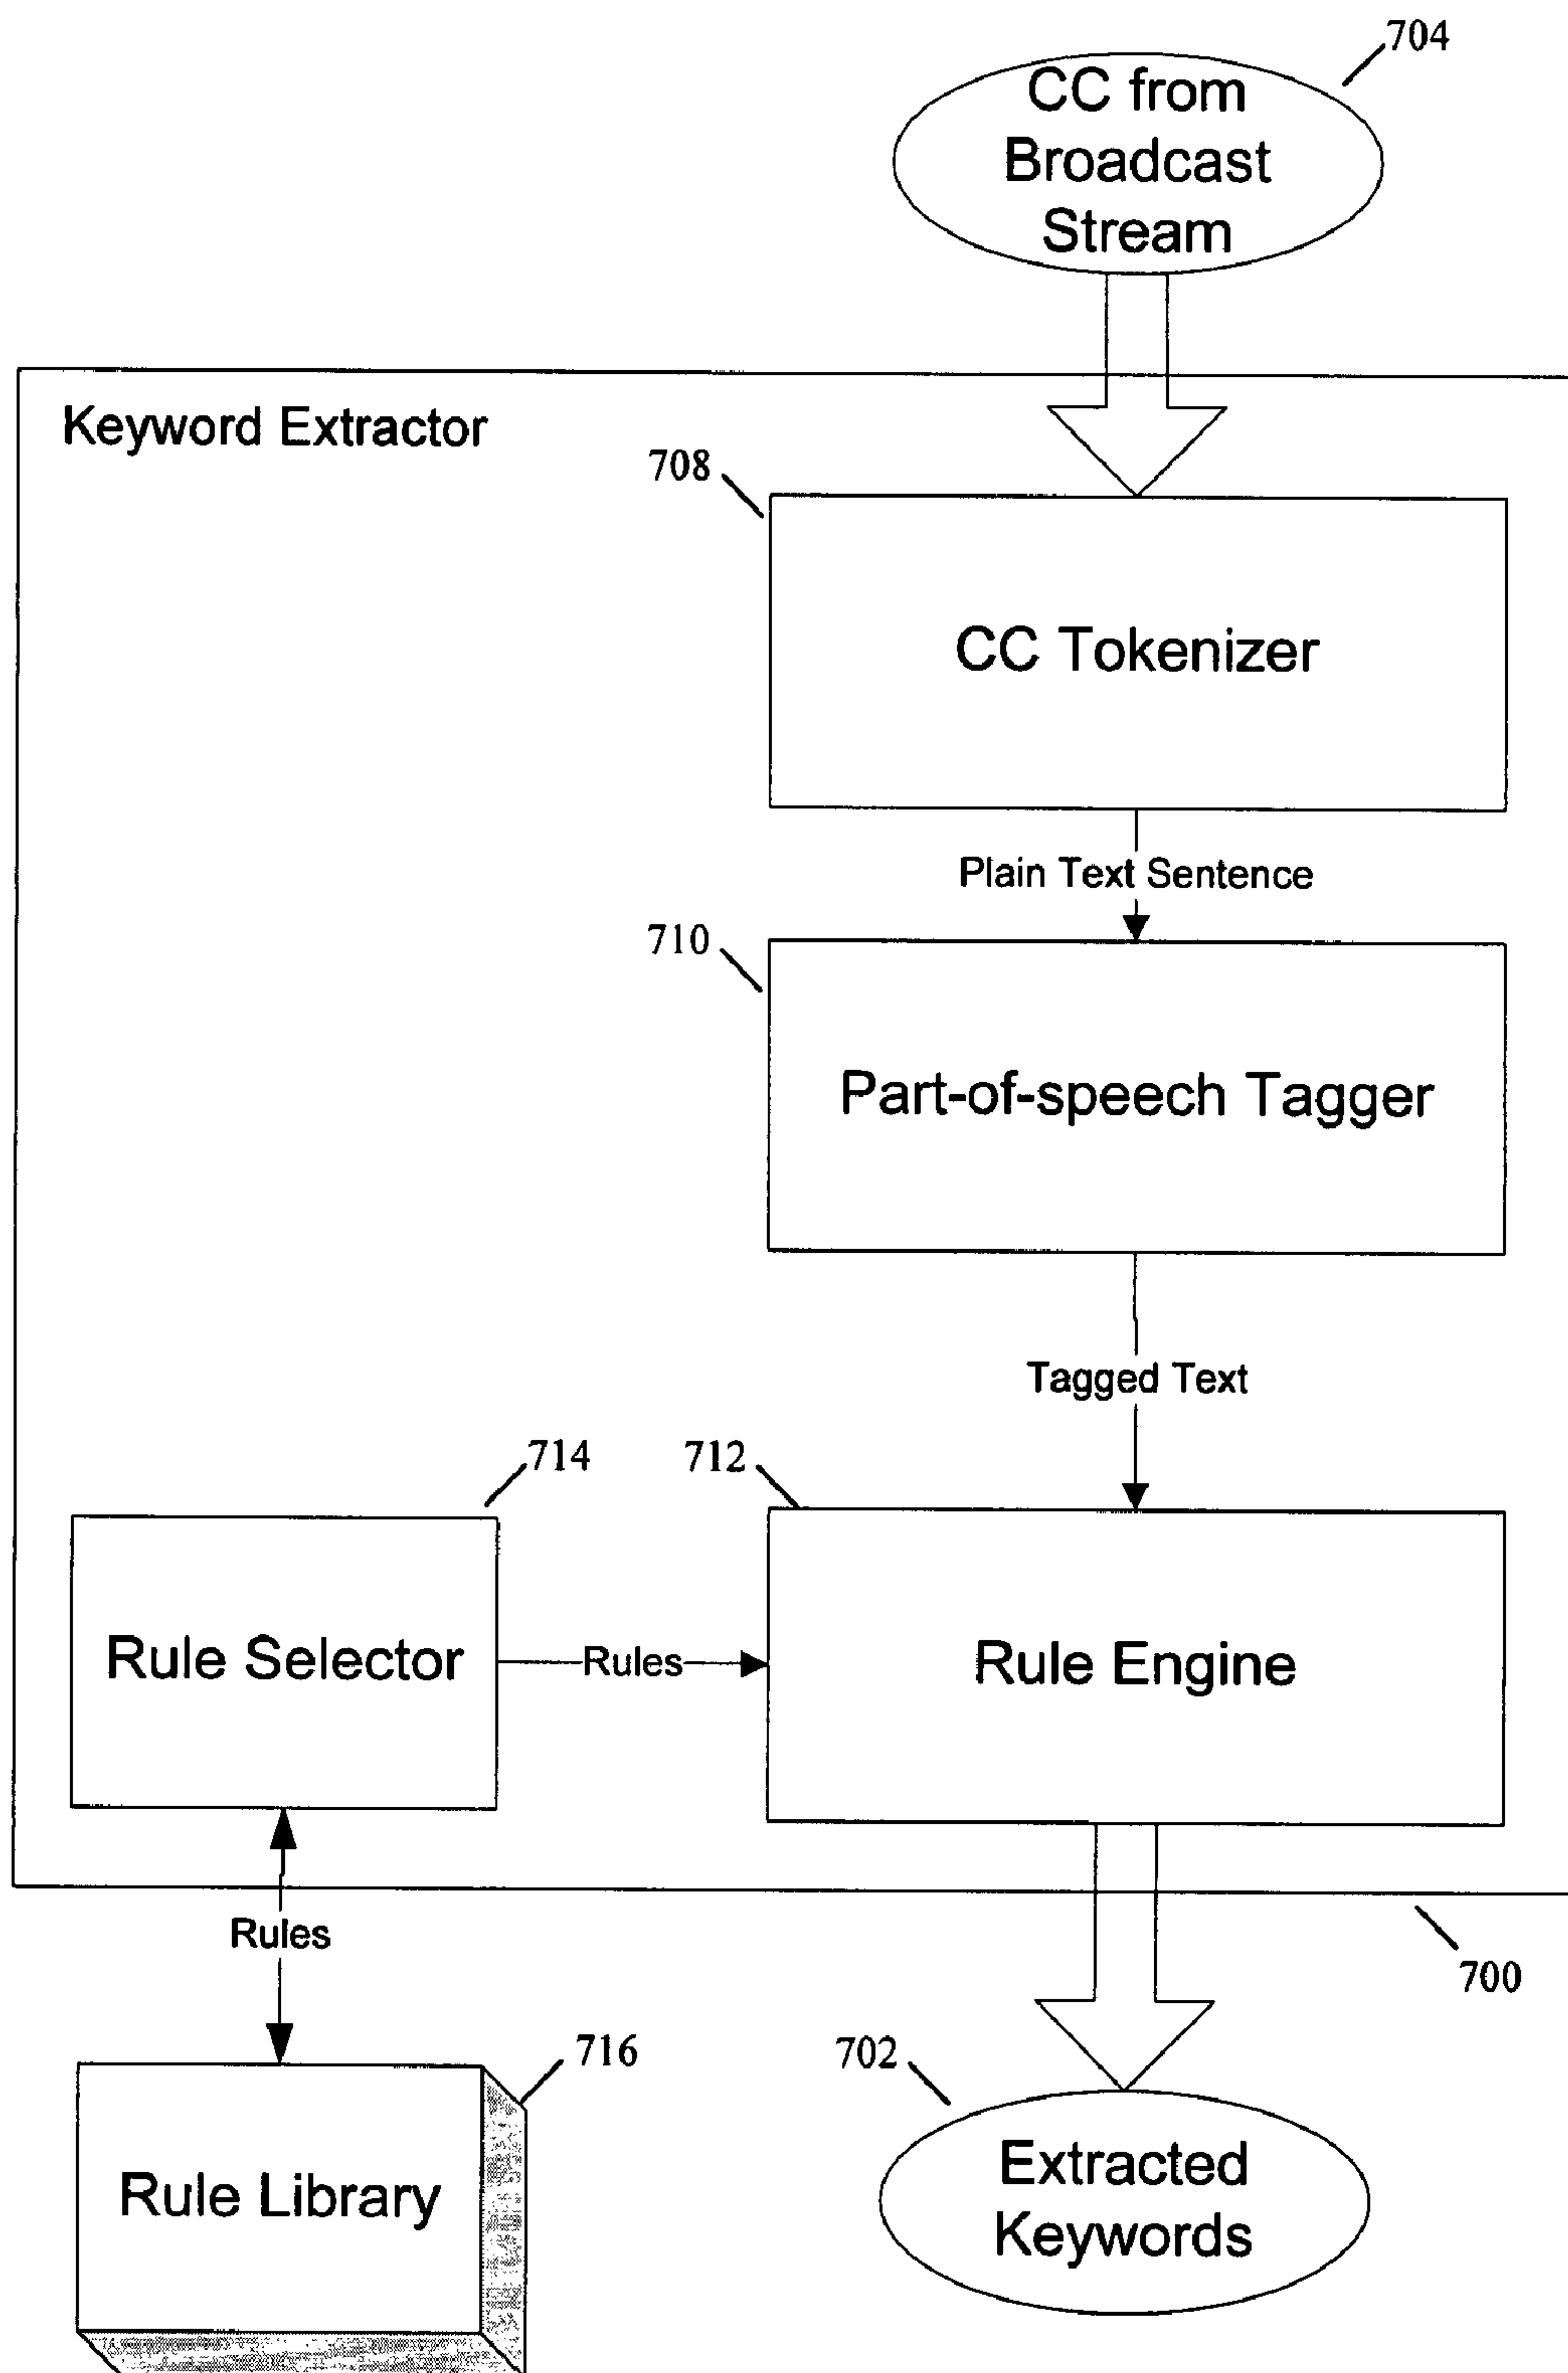 704
CC from
Broadcast
Stream
Keyword Extractor
708
CC Tokenizer
Plain Text Sentence
710
Part-of-speech Tagger
Tagged Text
714
712
Rule Selector
Rules
Rule Engine
Rules
700
716
702
Rule Library
Extracted
Keywords